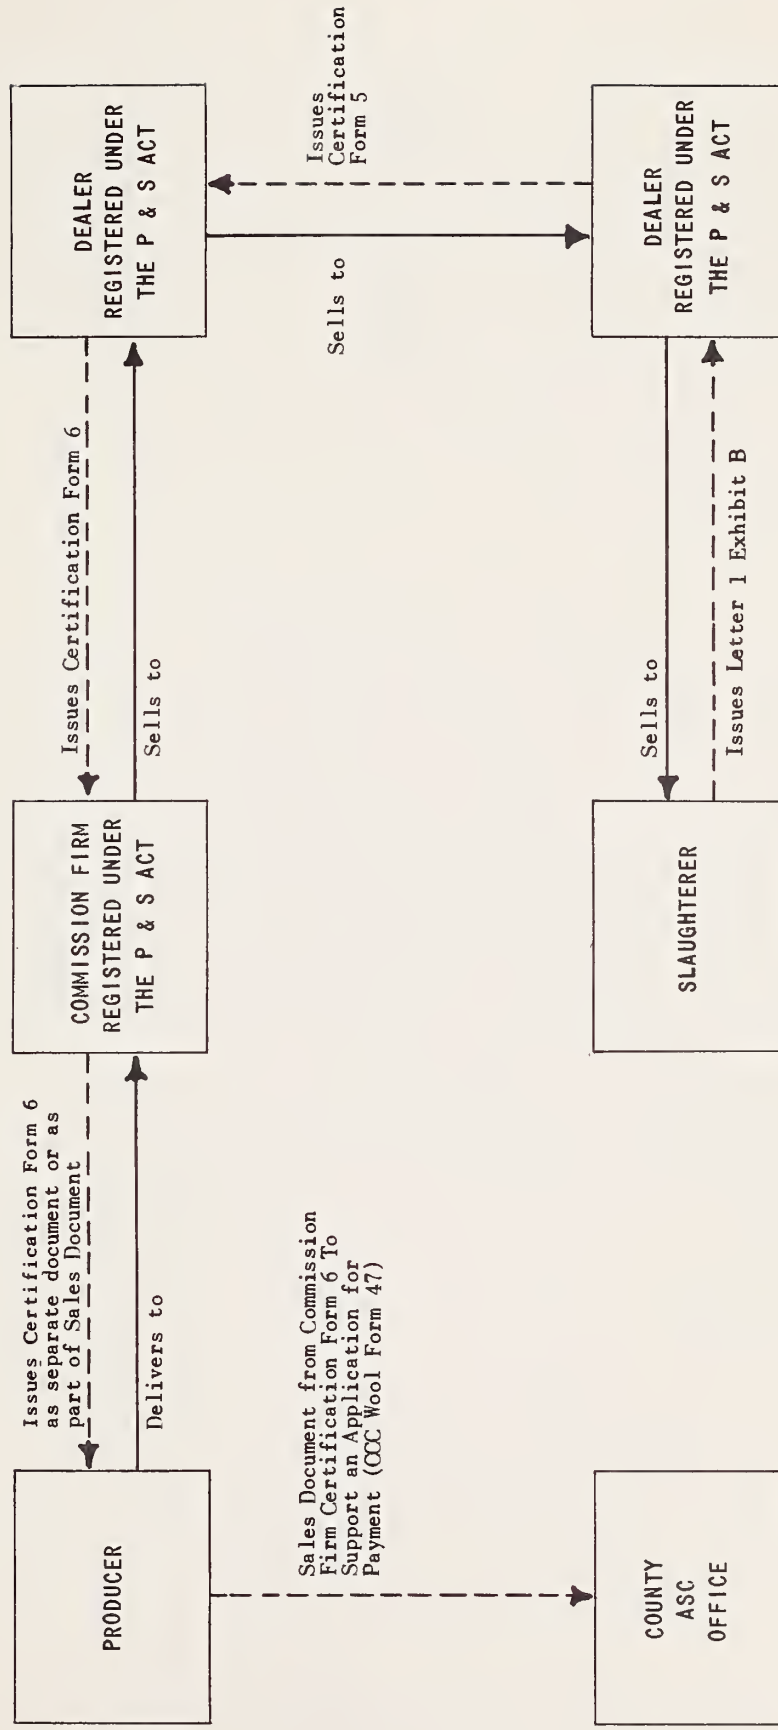 PRODUCER
Issues Certification Form 6
as separate document or as
part of Sales Document
Delivers to
COMMISSION FIRM
REGISTERED UNDER
THE P & S ACT
Issues Certification Form 6
Sells to
DEALER
REGISTERED UNDER
THE P & S ACT
Sales Document from Commission
Firm Certification Form 6 To
Support an Application for
Payment (CCC Wool Form 47)
Sells to
Issues
Certification
Form 5
COUNTY
ASC
OFFICE
SLAUGHTERER
Sells to
Issues Letter 1 Exhibit B
DEALER
REGISTERED UNDER
THE P & S ACT